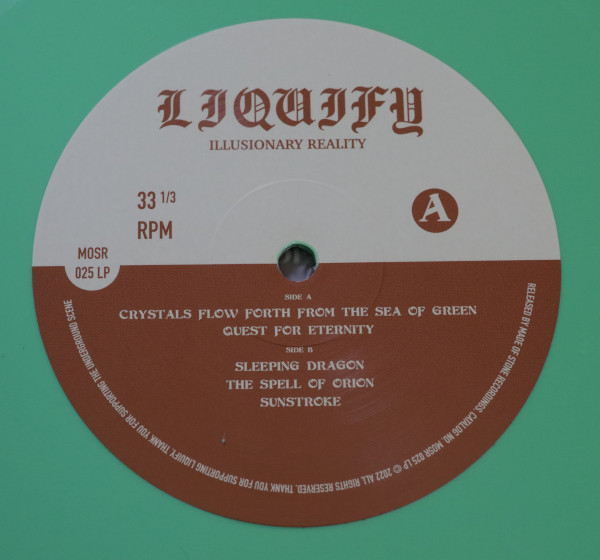 LIQUIFY
ILLUSIONARY REALITY
33 1/3
RPM
A
MOSR
025 LP
SIDE A
CRYSTALS FLOW FORTH FROM THE SEA OF GREEN
QUEST FOR ETERNITY
SIDE B
SLEEPING DRAGON
THE SPELL OF ORION
SUNSTROKE
RELEASED BY MADE OF STONE RECORDINGS. CATALOG NO. MOSR 025 LP © 2022 ALL RIGHTS RESERVED. THANK YOU FOR SUPPORTING LIQUIFY. THANK YOU FOR SUPPORTING THE UNDERGROUND SCENE